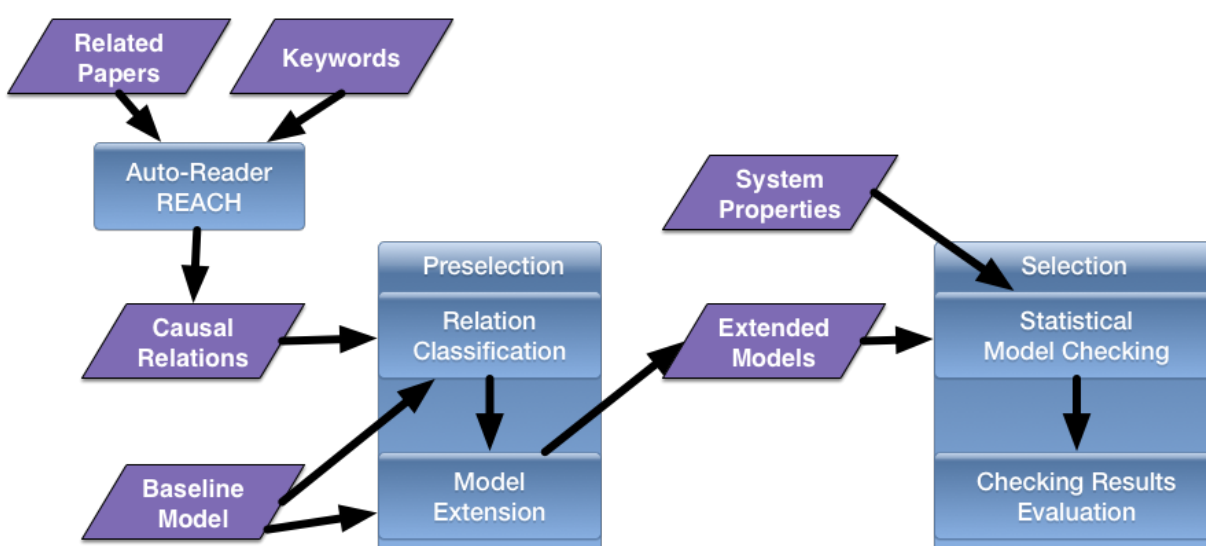 Related
Papers
Keywords
Auto-Reader
REACH
System
Properties
Preselection
Selection
Causal
Relations
Relation
Classification
Extended
Models
Statistical
Model Checking
Baseline
Model
Model
Extension
Checking Results
Evaluation